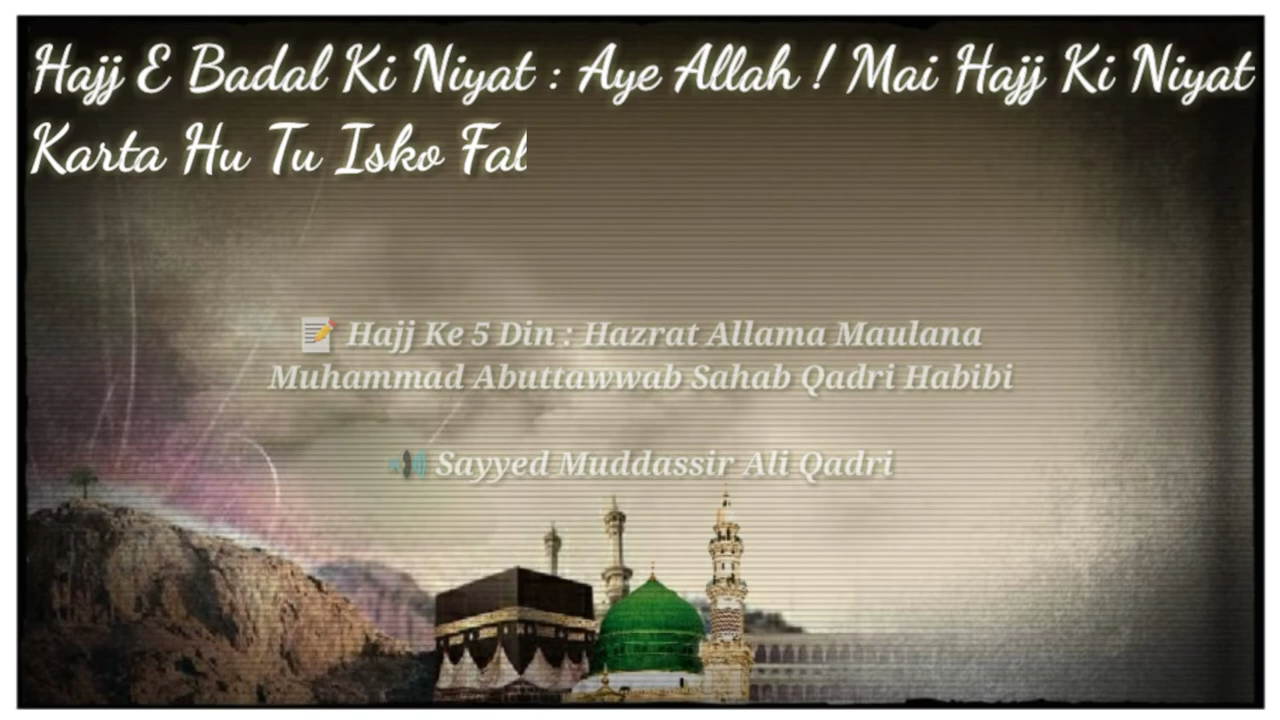 Hajj E Badal Ki Niyat : Aye Allah ! Mai Hajj Ki Niyat
Karta Hu Tu Isko
📝 Hajj Ke 5 Din : Hazrat Allama Maulana
Muhammad Abuttawwab Sahab Qadri Habibi
🔊 Sayyed Muddassir Ali Qadri